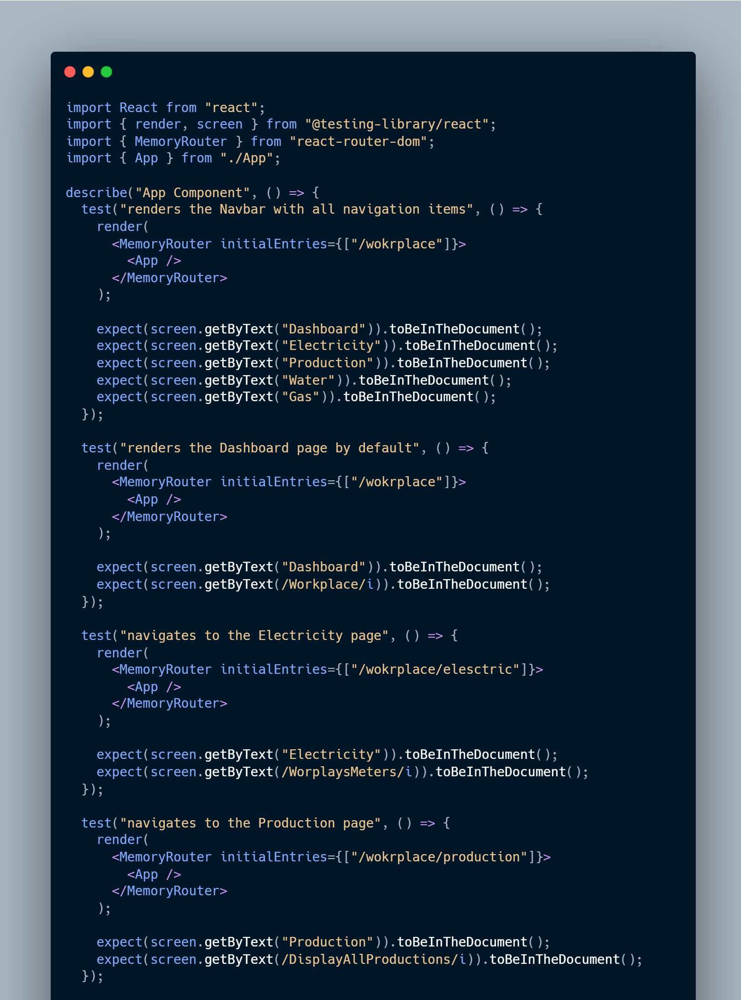 import React from "react";
import { render, screen } from "@testing-library/react";
import { MemoryRouter } from "react-router-dom";
import { App } from "./App";

describe("App Component", () => {
  test("renders the Navbar with all navigation items", () => {
    render(
      <MemoryRouter initialEntries={["/wokrplace"]}>
        <App />
      </MemoryRouter>
    );

    expect(screen.getByText("Dashboard")).toBeInTheDocument();
    expect(screen.getByText("Electricity")).toBeInTheDocument();
    expect(screen.getByText("Production")).toBeInTheDocument();
    expect(screen.getByText("Water")).toBeInTheDocument();
    expect(screen.getByText("Gas")).toBeInTheDocument();
  });

  test("renders the Dashboard page by default", () => {
    render(
      <MemoryRouter initialEntries={["/wokrplace"]}>
        <App />
      </MemoryRouter>
    );

    expect(screen.getByText("Dashboard")).toBeInTheDocument();
    expect(screen.getByText(/Workplace/i)).toBeInTheDocument();
  });

  test("navigates to the Electricity page", () => {
    render(
      <MemoryRouter initialEntries={["/wokrplace/elesctric"]}>
        <App />
      </MemoryRouter>
    );

    expect(screen.getByText("Electricity")).toBeInTheDocument();
    expect(screen.getByText(/WorplaysMeters/i)).toBeInTheDocument();
  });

  test("navigates to the Production page", () => {
    render(
      <MemoryRouter initialEntries={["/wokrplace/production"]}>
        <App />
      </MemoryRouter>
    );

    expect(screen.getByText("Production")).toBeInTheDocument();
    expect(screen.getByText(/DisplayAllProductions/i)).toBeInTheDocument();
  });